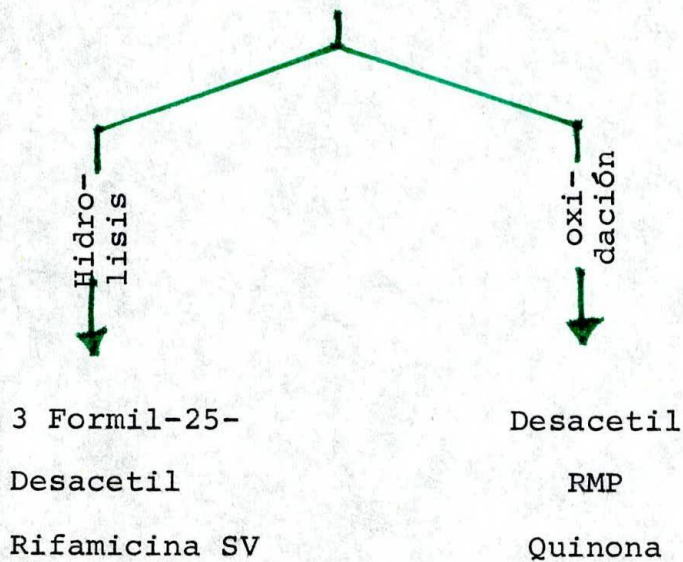 Hidro-
lisis
oxi-
dación
3 Formil-25-
Desacetil
Rifamicina SV
Desacetil
RMP
Quinona